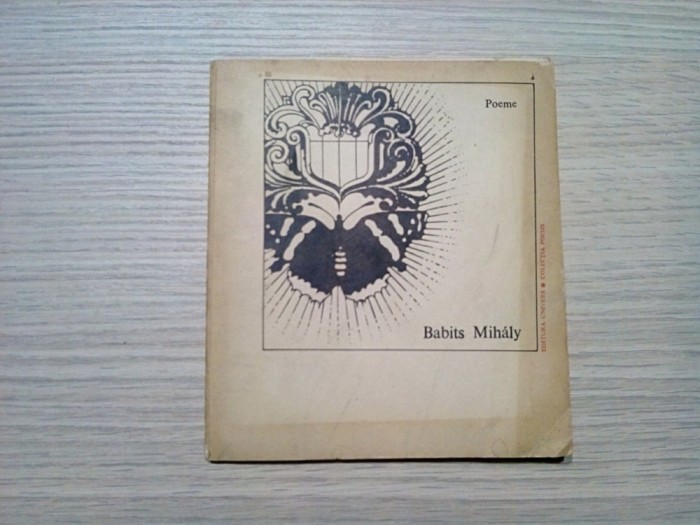 Poeme
Babits Mihály
EDITURA UNIVERS ✱ COLECȚIA POESIS